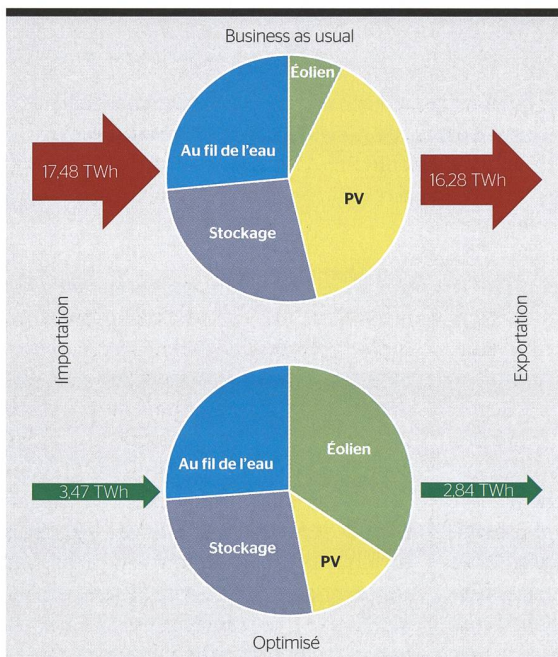 Business as usual
Éolien
Au fil de l'eau
17,48 TWh
16,28 TWh
PV
Stockage
Importation
Exportation
Éolien
Au fil de l'eau
3,47 TWh
2,84 TWh
Stockage
PV
Optimisé